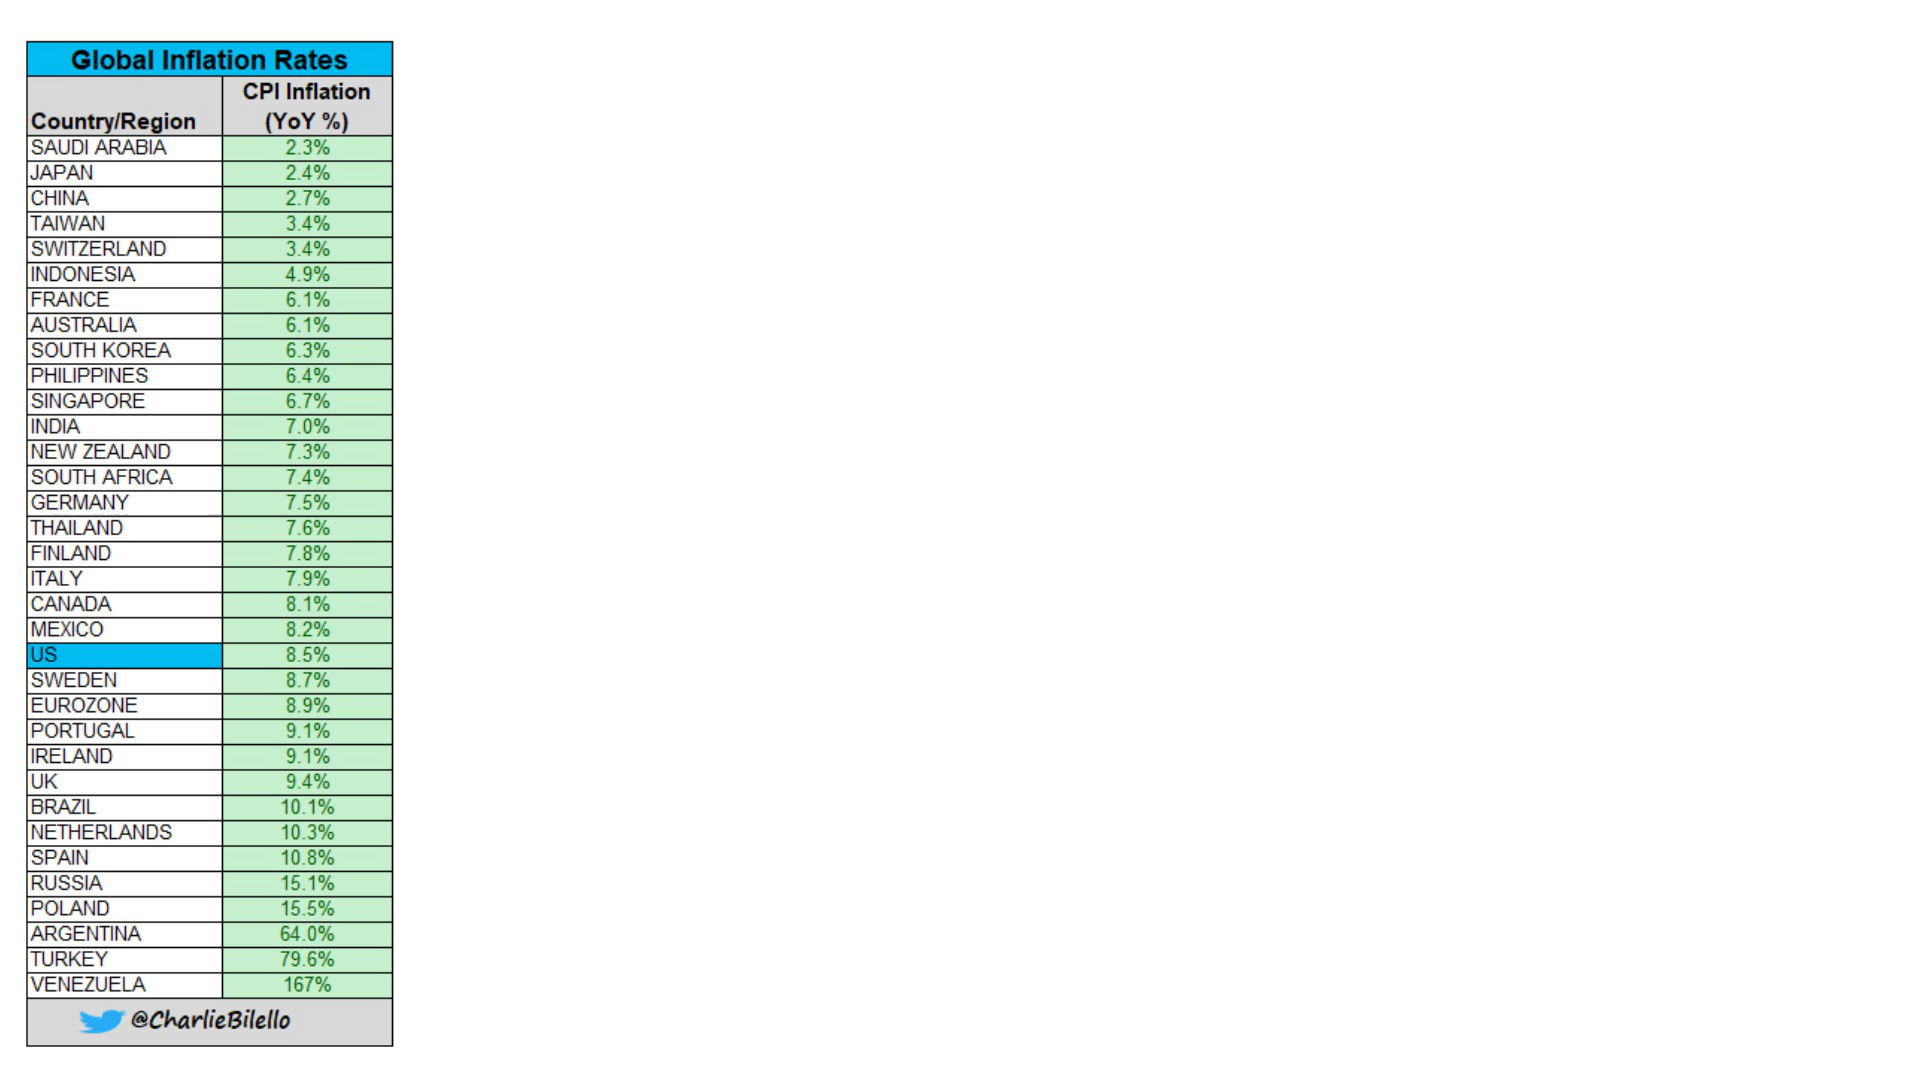 Global Inflation Rates
Country/Region CPI Inflation (YoY %)
SAUDI ARABIA 2.3%
JAPAN 2.4%
CHINA 2.7%
TAIWAN 3.4%
SWITZERLAND 3.4%
INDONESIA 4.9%
FRANCE 6.1%
AUSTRALIA 6.1%
SOUTH KOREA 6.3%
PHILIPPINES 6.4%
SINGAPORE 6.7%
INDIA 7.0%
NEW ZEALAND 7.3%
SOUTH AFRICA 7.4%
GERMANY 7.5%
THAILAND 7.6%
FINLAND 7.8%
ITALY 7.9%
CANADA 8.1%
MEXICO 8.2%
US 8.5%
SWEDEN 8.7%
EUROZONE 8.9%
PORTUGAL 9.1%
IRELAND 9.1%
UK 9.4%
BRAZIL 10.1%
NETHERLANDS 10.3%
SPAIN 10.8%
RUSSIA 15.1%
POLAND 15.5%
ARGENTINA 64.0%
TURKEY 79.6%
VENEZUELA 167%
@CharlieBilello